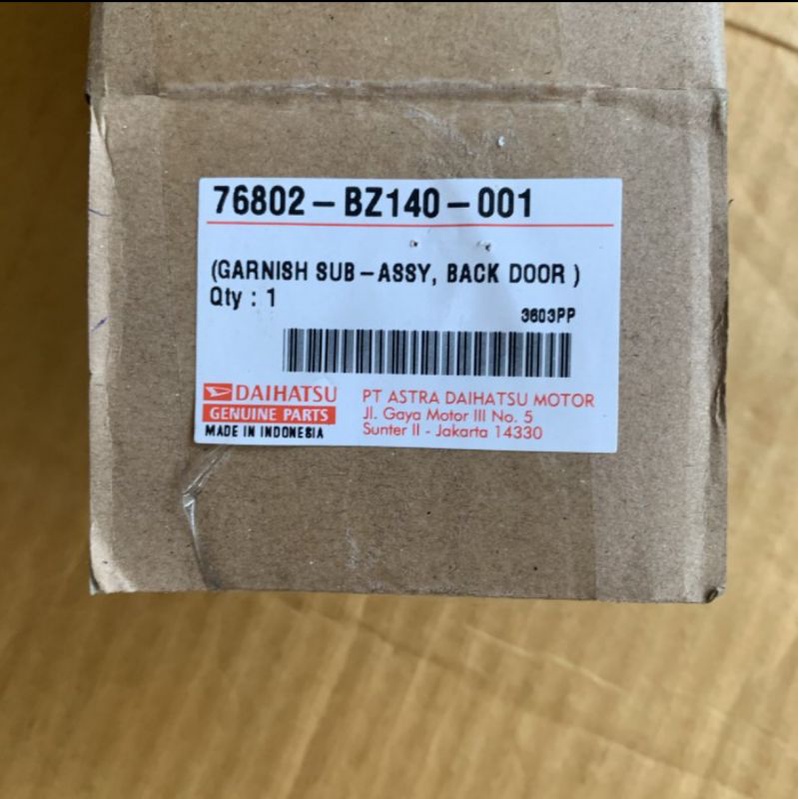 76802-BZ140-001
(GARNISH SUB-ASSY, BACK DOOR )
Qty : 1
3603PP
DAIHATSU
GENUINE PARTS
MADE IN INDONESIA
PT ASTRA DAIHATSU MOTOR
Jl. Gaya Motor III No. 5
Sunter II - Jakarta 14330